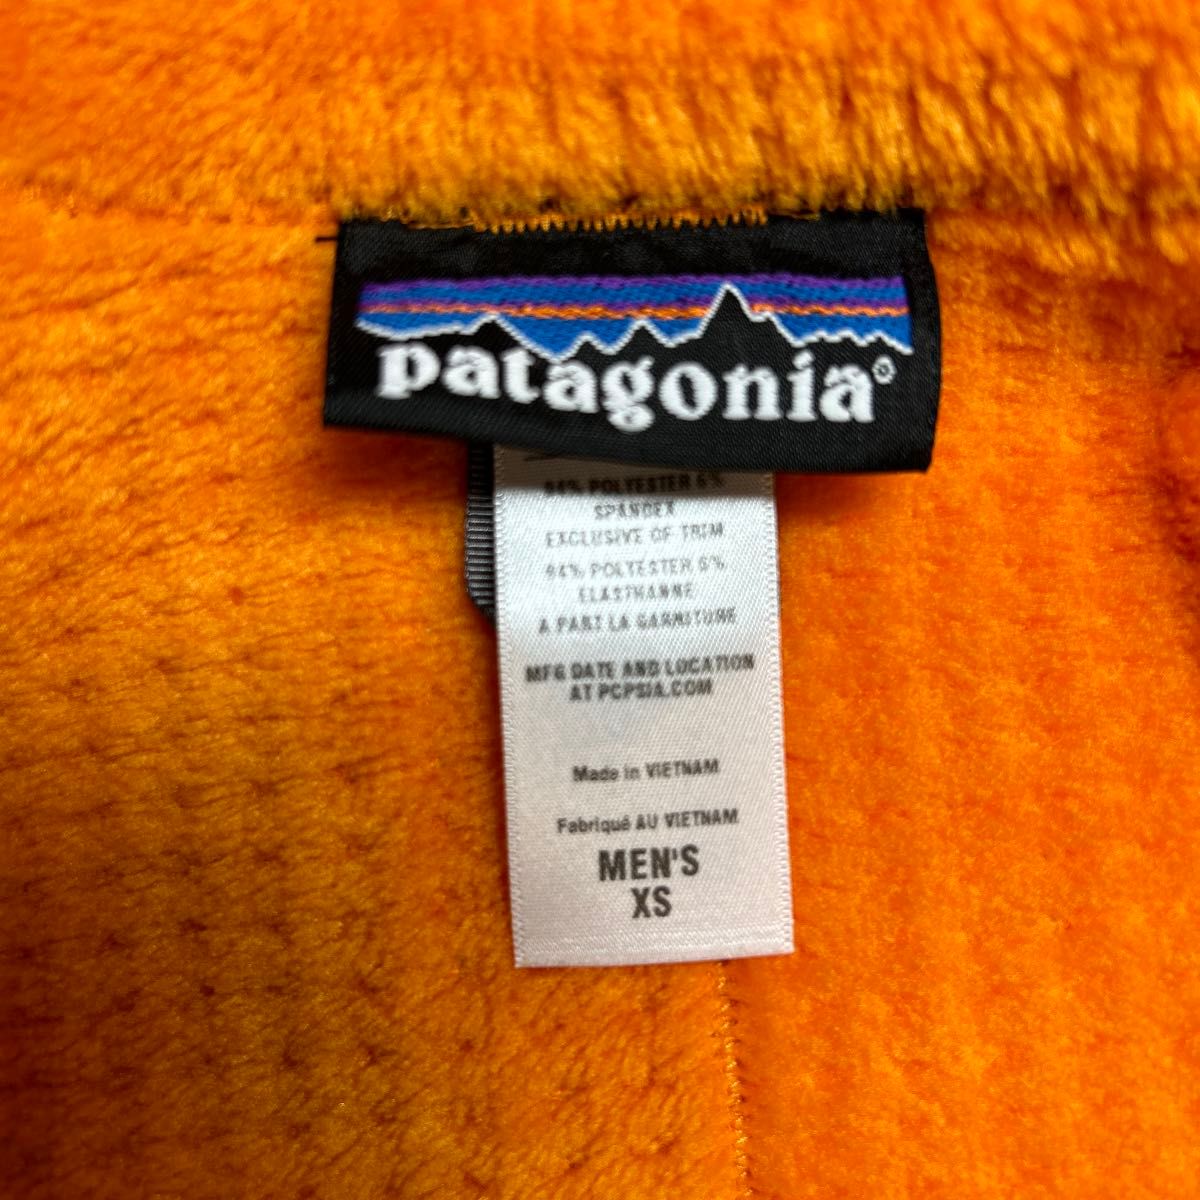 patagonia®
94% POLYESTER 6%
SPANDEX
EXCLUSIVE OF TRIM
94% POLYESTER 6%
ELASTHANNE
A PART LA GARNITURE
MFG DATE AND LOCATION
AT PCPSIA.COM
Made in VIETNAM
Fabriqué AU VIETNAM
MEN'S
XS